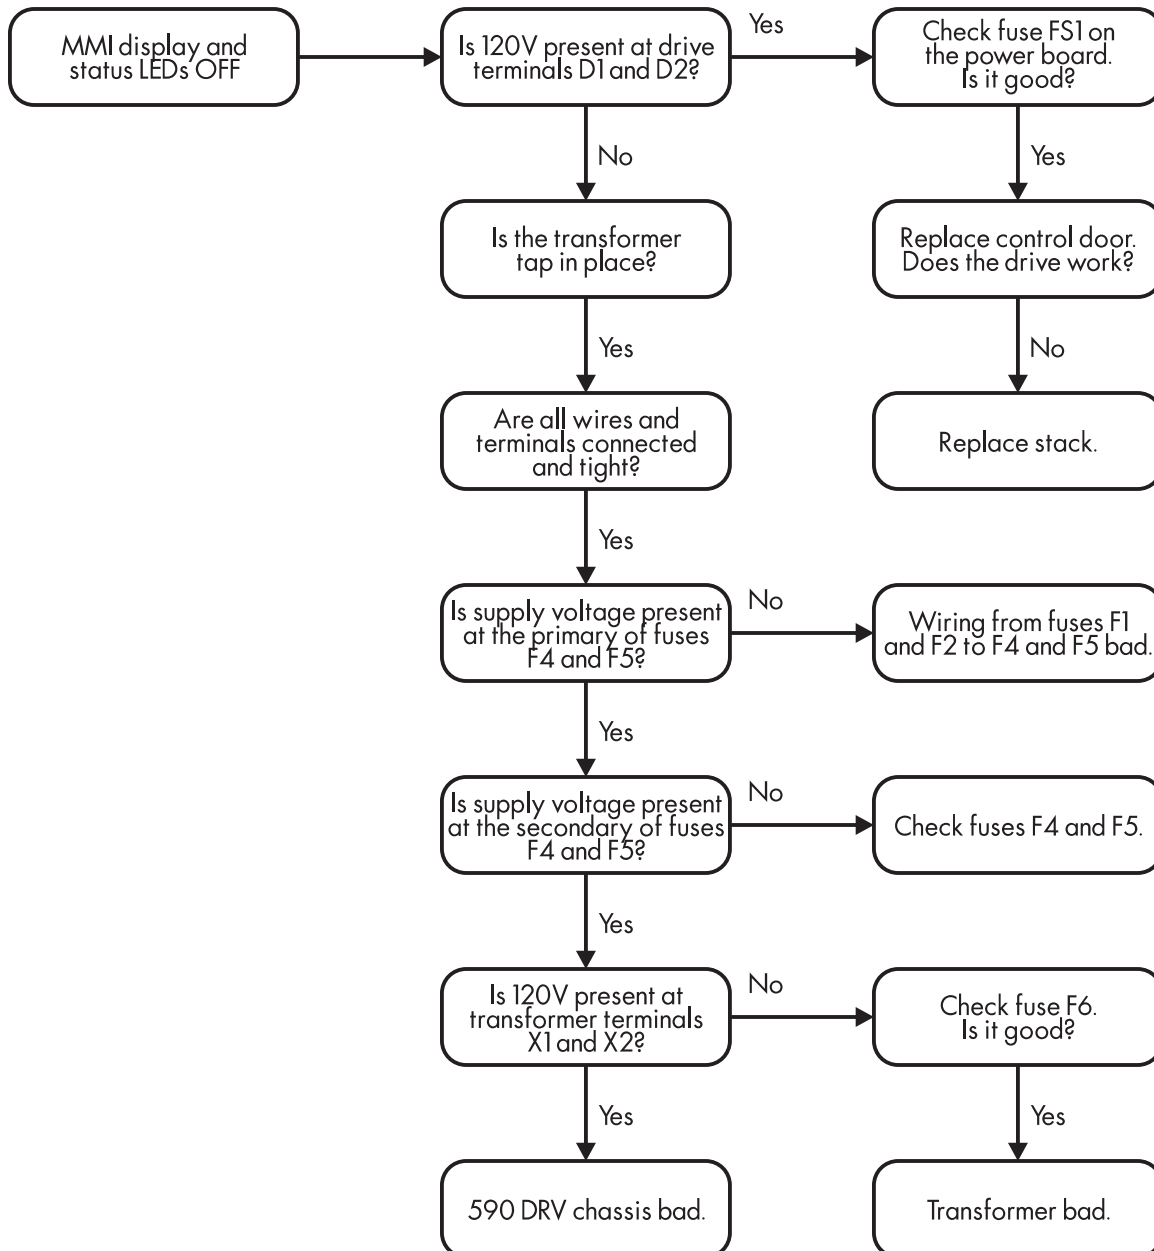 MMI display and
status LEDs OFF
Is 120V present at drive
terminals D1 and D2?
Yes
Check fuse FS1 on
the power board.
Is it good?
No
Yes
Is the transformer
tap in place?
Replace control door.
Does the drive work?
Yes
No
Are all wires and
terminals connected
and tight?
Replace stack.
Yes
Is supply voltage present
at the primary of fuses
F4 and F5?
No
Wiring from fuses F1
and F2 to F4 and F5 bad.
Yes
Is supply voltage present
at the secondary of fuses
F4 and F5?
No
Check fuses F4 and F5.
Yes
Is 120V present at
transformer terminals
X1 and X2?
No
Check fuse F6.
Is it good?
Yes
Yes
590 DRV chassis bad.
Transformer bad.